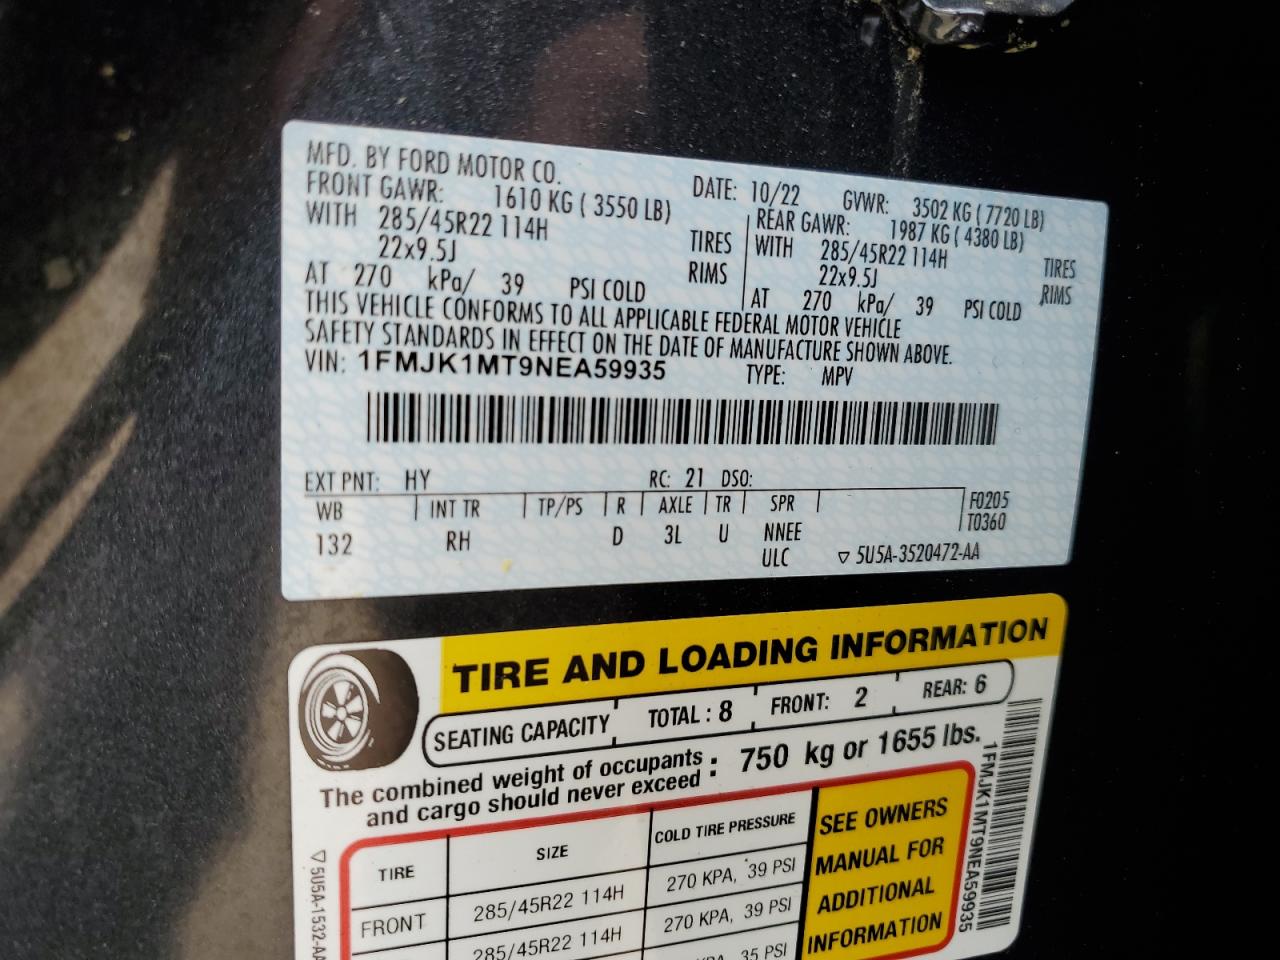 MFD. BY FORD MOTOR CO. DATE: 10/22 GVWR: 3502 KG ( 7720 LB)
FRONT GAWR: 1610 KG ( 3550 LB) REAR GAWR: 1987 KG ( 4380 LB)
WITH 285/45R22 114H TIRES WITH 285/45R22 114H TIRES
22x9.5J RIMS 22x9.5J RIMS
AT 270 kPa/ 39 PSI COLD AT 270 kPa/ 39 PSI COLD
THIS VEHICLE CONFORMS TO ALL APPLICABLE FEDERAL MOTOR VEHICLE
SAFETY STANDARDS IN EFFECT ON THE DATE OF MANUFACTURE SHOWN ABOVE.
VIN: 1FMJK1MT9NEA59935 TYPE: MPV
EXT PNT: HY RC: 21 DSO:
WB INT TR TP/PS R AXLE TR SPR F0205
T0360
132 RH D 3L U NNEE
ULC ▽ 5U5A-3520472-AA
TIRE AND LOADING INFORMATION
SEATING CAPACITY TOTAL : 8 FRONT: 2 REAR: 6
The combined weight of occupants
and cargo should never exceed : 750 kg or 1655 lbs.
TIRE SIZE COLD TIRE PRESSURE
FRONT 285/45R22 114H 270 KPA, 39 PSI
285/45R22 114H 270 KPA, 39 PSI
KPA, 35 PSI
SEE OWNERS
MANUAL FOR
ADDITIONAL
INFORMATION
1FMJK1MT9NEA59935
▽ 5U5A-1532-AA